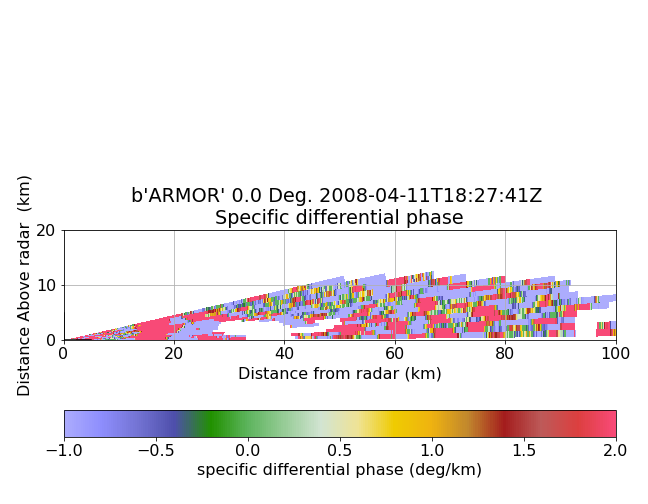 b'ARMOR' 0.0 Deg. 2008-04-11T18:27:41Z
Specific differential phase
Distance Above radar  (km)
20
10
0
0 20 40 60 80 100
Distance from radar (km)
−1.0 −0.5 0.0 0.5 1.0 1.5 2.0
specific differential phase (deg/km)